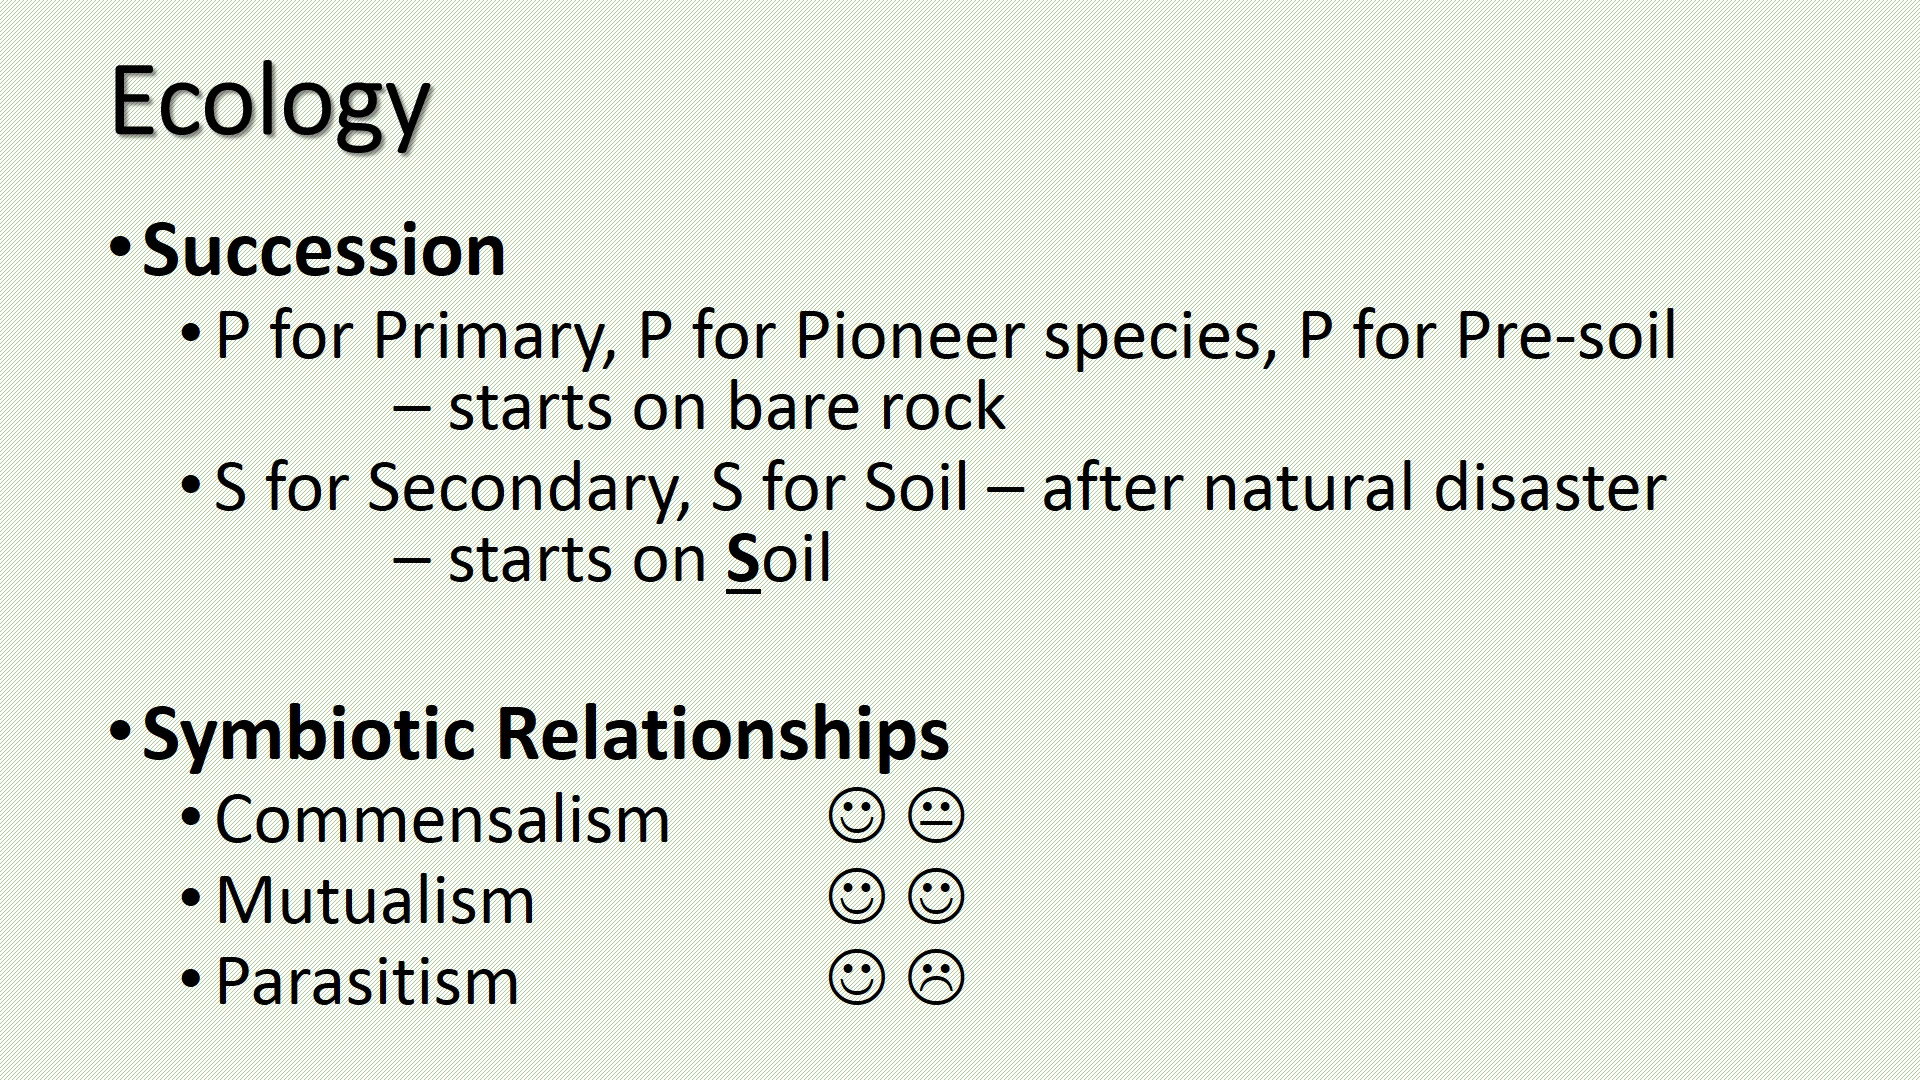 Ecology
•Succession
•P for Primary, P for Pioneer species, P for Pre-soil
– starts on bare rock
•S for Secondary, S for Soil – after natural disaster
– starts on Soil
•Symbiotic Relationships
•Commensalism ☺ 😐
•Mutualism ☺ ☺
•Parasitism ☺ ☹